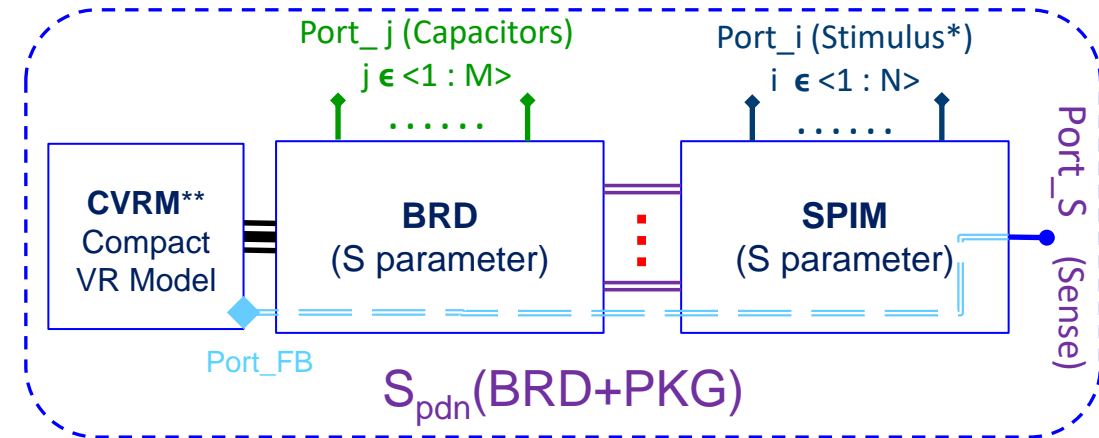 Port_ j (Capacitors)
j ϵ <1 : M>
......
Port_i (Stimulus*)
i ϵ <1 : N>
......
CVRM**
Compact
VR Model
BRD
(S parameter)
SPIM
(S parameter)
Port_S (Sense)
Port_FB
Spdn(BRD+PKG)